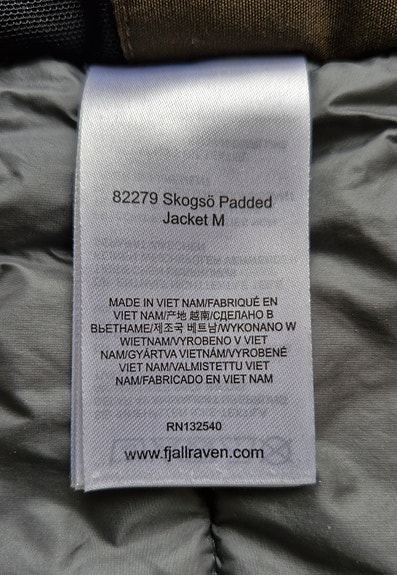 82279 Skogsö Padded
Jacket M
MADE IN VIET NAM/FABRIQUÉ EN
VIET NAM/产地 越南/СДЕЛАНО В
ВЬЕТНАМЕ/제조국 베트남/WYKONANO W
WIETNAM/VYROBENO V VIET
NAM/GYÁRTVA VIETNÁM/VYROBENÉ
VIET NAM/VALMISTETTU VIET
NAM/FABRICADO EN VIET NAM
RN132540
www.fjallraven.com